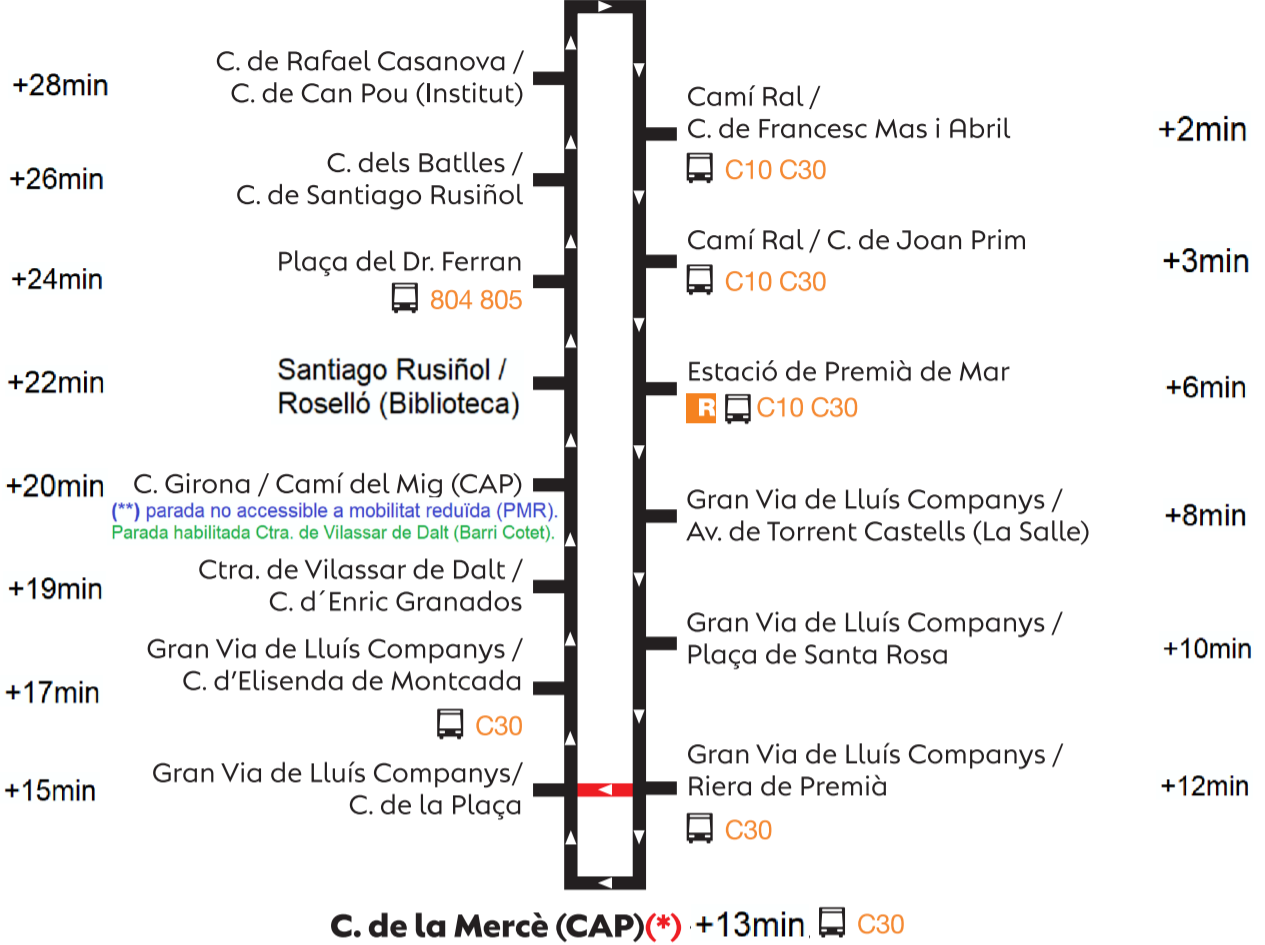 +28min
C. de Rafael Casanova /
C. de Can Pou (Institut)
+26min
C. dels Batlles /
C. de Santiago Rusiñol
+24min
Plaça del Dr. Ferran
804 805
+22min
Santiago Rusiñol /
Roselló (Biblioteca)
+20min
C. Girona / Camí del Mig (CAP)
(**) parada no accessible a mobilitat reduïda (PMR).
Parada habilitada Ctra. de Vilassar de Dalt (Barri Cotet).
+19min
Ctra. de Vilassar de Dalt /
C. d´Enric Granados
+17min
Gran Via de Lluís Companys /
C. d'Elisenda de Montcada
C30
+15min
Gran Via de Lluís Companys/
C. de la Plaça
Camí Ral /
C. de Francesc Mas i Abril
+2min
C10 C30
Camí Ral / C. de Joan Prim
+3min
C10 C30
Estació de Premià de Mar
+6min
R C10 C30
Gran Via de Lluís Companys /
Av. de Torrent Castells (La Salle)
+8min
Gran Via de Lluís Companys /
Plaça de Santa Rosa
+10min
Gran Via de Lluís Companys /
Riera de Premià
+12min
C30
C. de la Mercè (CAP)(*) +13min C30